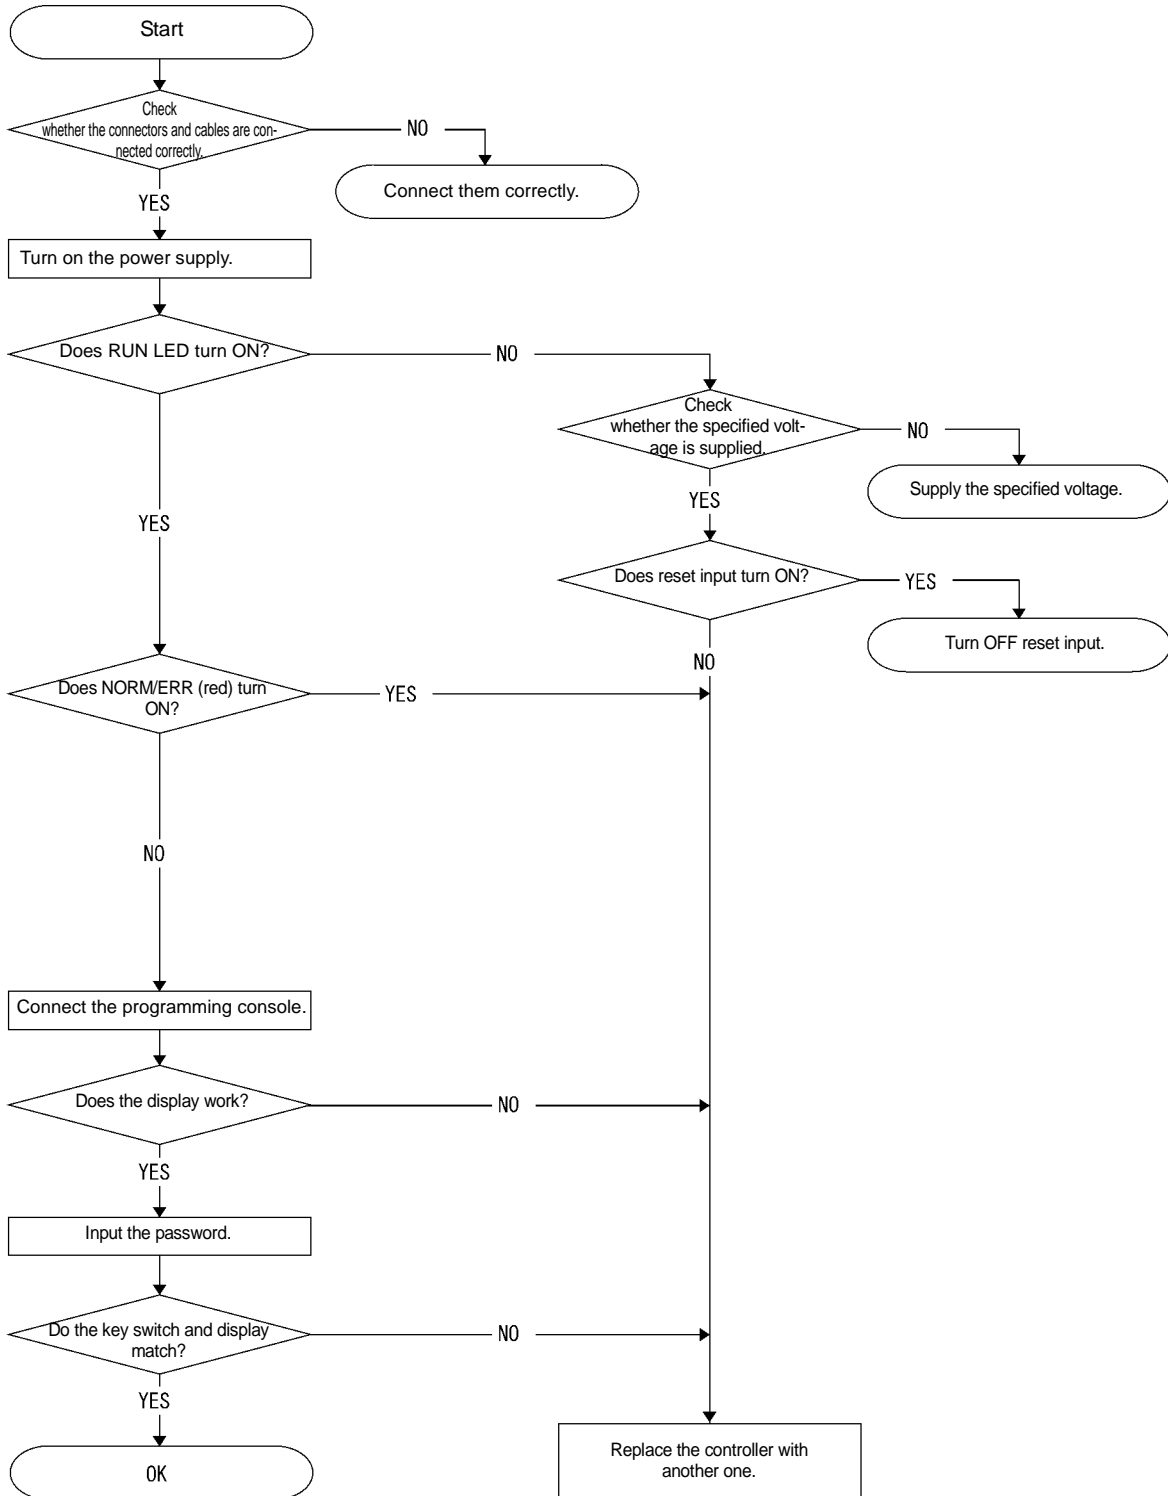 Start
Check
whether the connectors and cables are con-
nected correctly.
NO
Connect them correctly.
YES
Turn on the power supply.
Does RUN LED turn ON?
NO
Check
whether the specified volt-
age is supplied.
NO
Supply the specified voltage.
YES
YES
Does reset input turn ON?
YES
Turn OFF reset input.
NO
Does NORM/ERR (red) turn
ON?
YES
NO
Connect the programming console.
Does the display work?
NO
YES
Input the password.
Do the key switch and display
match?
NO
YES
OK
Replace the controller with
another one.